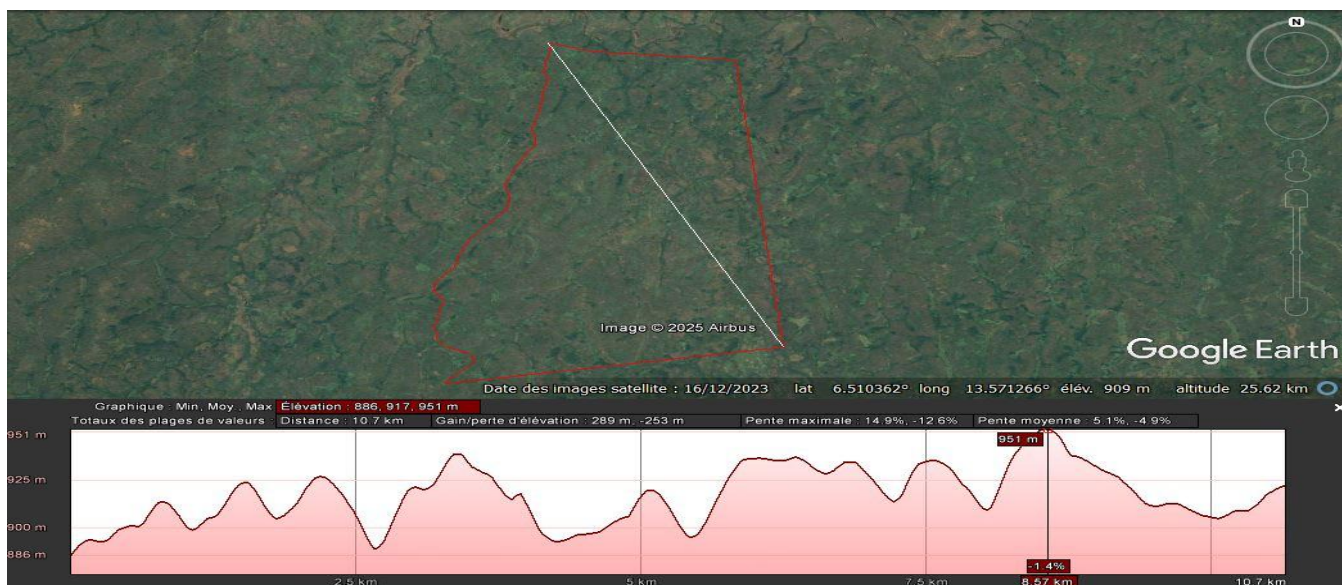 N
Image © 2025 Airbus
Google Earth
Date des images satellite : 16/12/2023 lat 6.510362° long 13.571266° élév. 909 m altitude 25.62 km
Graphique : Min, Moy., Max Élévation : 886, 917, 951 m
Totaux des plages de valeurs : Distance : 10.7 km Gain/perte d'élévation : 289 m, -253 m Pente maximale : 14.9%, -12.6% Pente moyenne : 5.1%, -4.9%
951 m
951 m
925 m
900 m
886 m
-1.4%
2.5 km 5 km 7.5 km 8.57 km 10.7 km